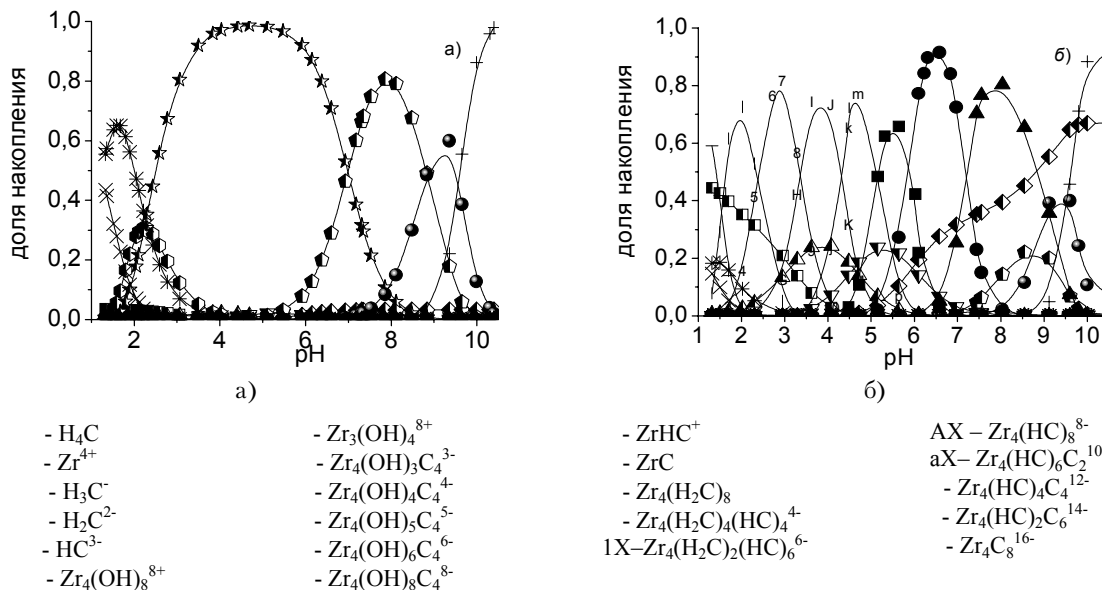 1,0
0,8
0,6
0,4
0,2
0,0
доля накопления
а)
2
4
6
8
10
pH
а)
1,0
0,8
0,6
0,4
0,2
0,0
доля накопления
б)
7
6
I
J
l
m
k
8
5
H
K
4
1
2
3
4
5
6
7
8
9
10
pH
б)
- H₄C
- Zr⁴⁺
- H₃C⁻
- H₂C²⁻
- HC³⁻
- Zr₄(OH)₈⁸⁺
- Zr₃(OH)₄⁸⁺
- Zr₄(OH)₃C₄³⁻
- Zr₄(OH)₄C₄⁴⁻
- Zr₄(OH)₅C₄⁵⁻
- Zr₄(OH)₆C₄⁶⁻
- Zr₄(OH)₈C₄⁸⁻
- ZrHC⁺
- ZrC
- Zr₄(H₂C)₈
- Zr₄(H₂C)₄(HC)₄⁴⁻
1X–Zr₄(H₂C)₂(HC)₆⁶⁻
AX – Zr₄(HC)₈⁸⁻
aX– Zr₄(HC)₆C₂¹⁰
- Zr₄(HC)₄C₄¹²⁻
- Zr₄(HC)₂C₆¹⁴⁻
- Zr₄C₈¹⁶⁻